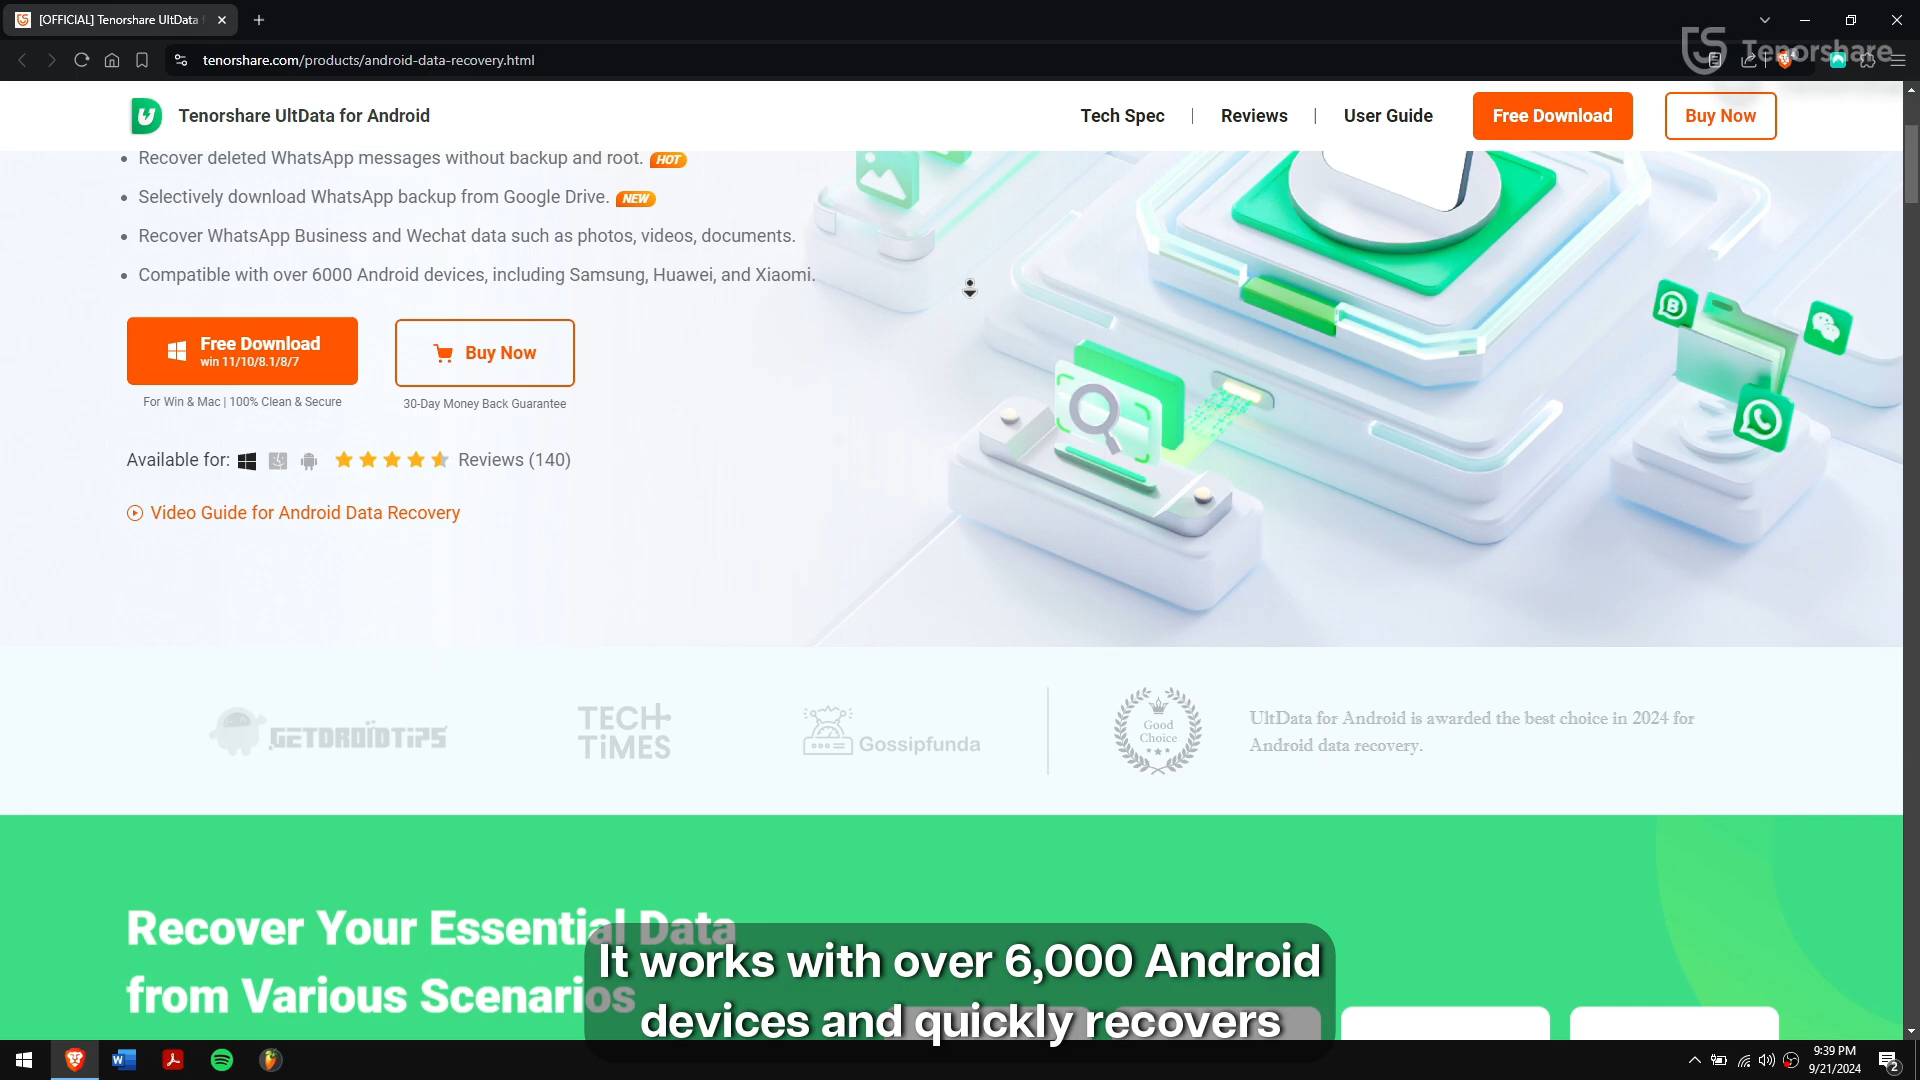 [OFFICIAL] Tenorshare UltData
tenorshare.com/products/android-data-recovery.html
Tenorshare
Tenorshare UltData for Android
Tech Spec
Reviews
User Guide
Free Download
Buy Now
Recover deleted WhatsApp messages without backup and root. HOT
Selectively download WhatsApp backup from Google Drive. NEW
Recover WhatsApp Business and Wechat data such as photos, videos, documents.
Compatible with over 6000 Android devices, including Samsung, Huawei, and Xiaomi.
Free Download
win 11/10/8.1/8/7
Buy Now
For Win & Mac | 100% Clean & Secure
30-Day Money Back Guarantee
Available for:
Reviews (140)
Video Guide for Android Data Recovery
GETDROIDTIPS
TECH
TiMES
Gossipfunda
Good
Choice
UltData for Android is awarded the best choice in 2024 for
Android data recovery.
Recover Your Essential Data
from Various Scenarios
It works with over 6,000 Android
devices and quickly recovers
9:39 PM
9/21/2024
2